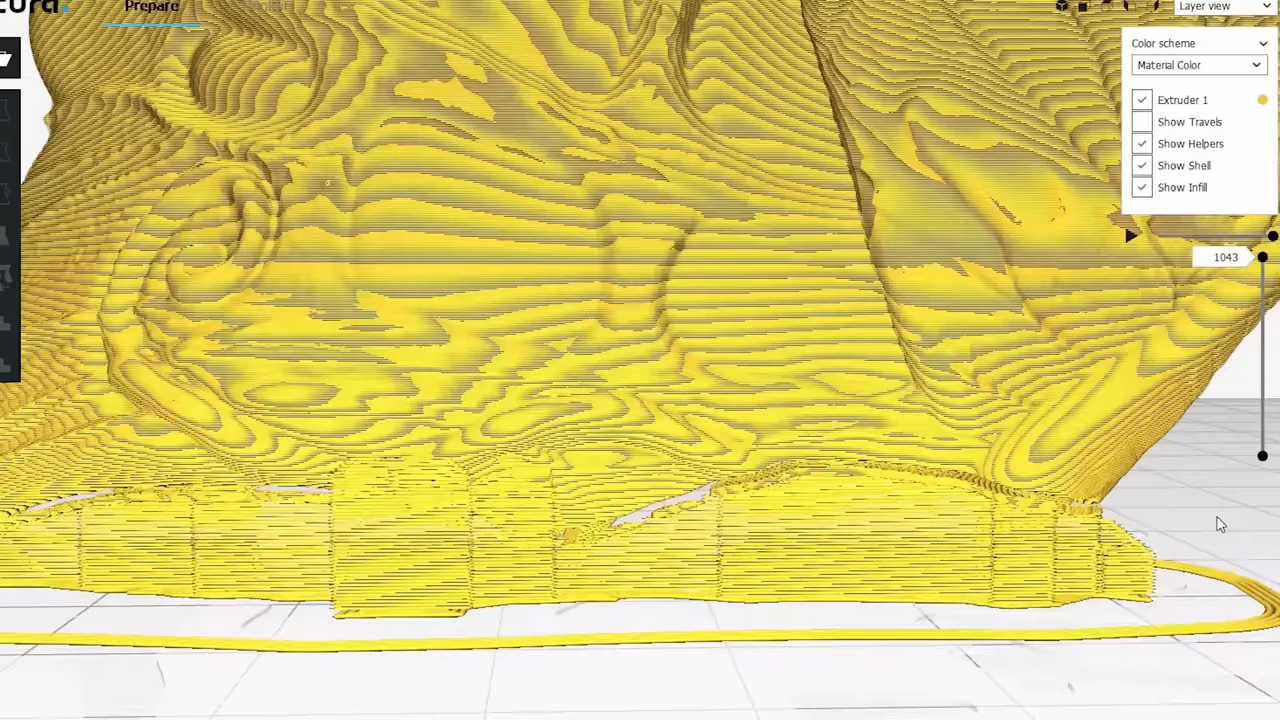 Prepare
Layer view
Color scheme
Material Color
Extruder 1
Show Travels
Show Helpers
Show Shell
Show Infill
1043